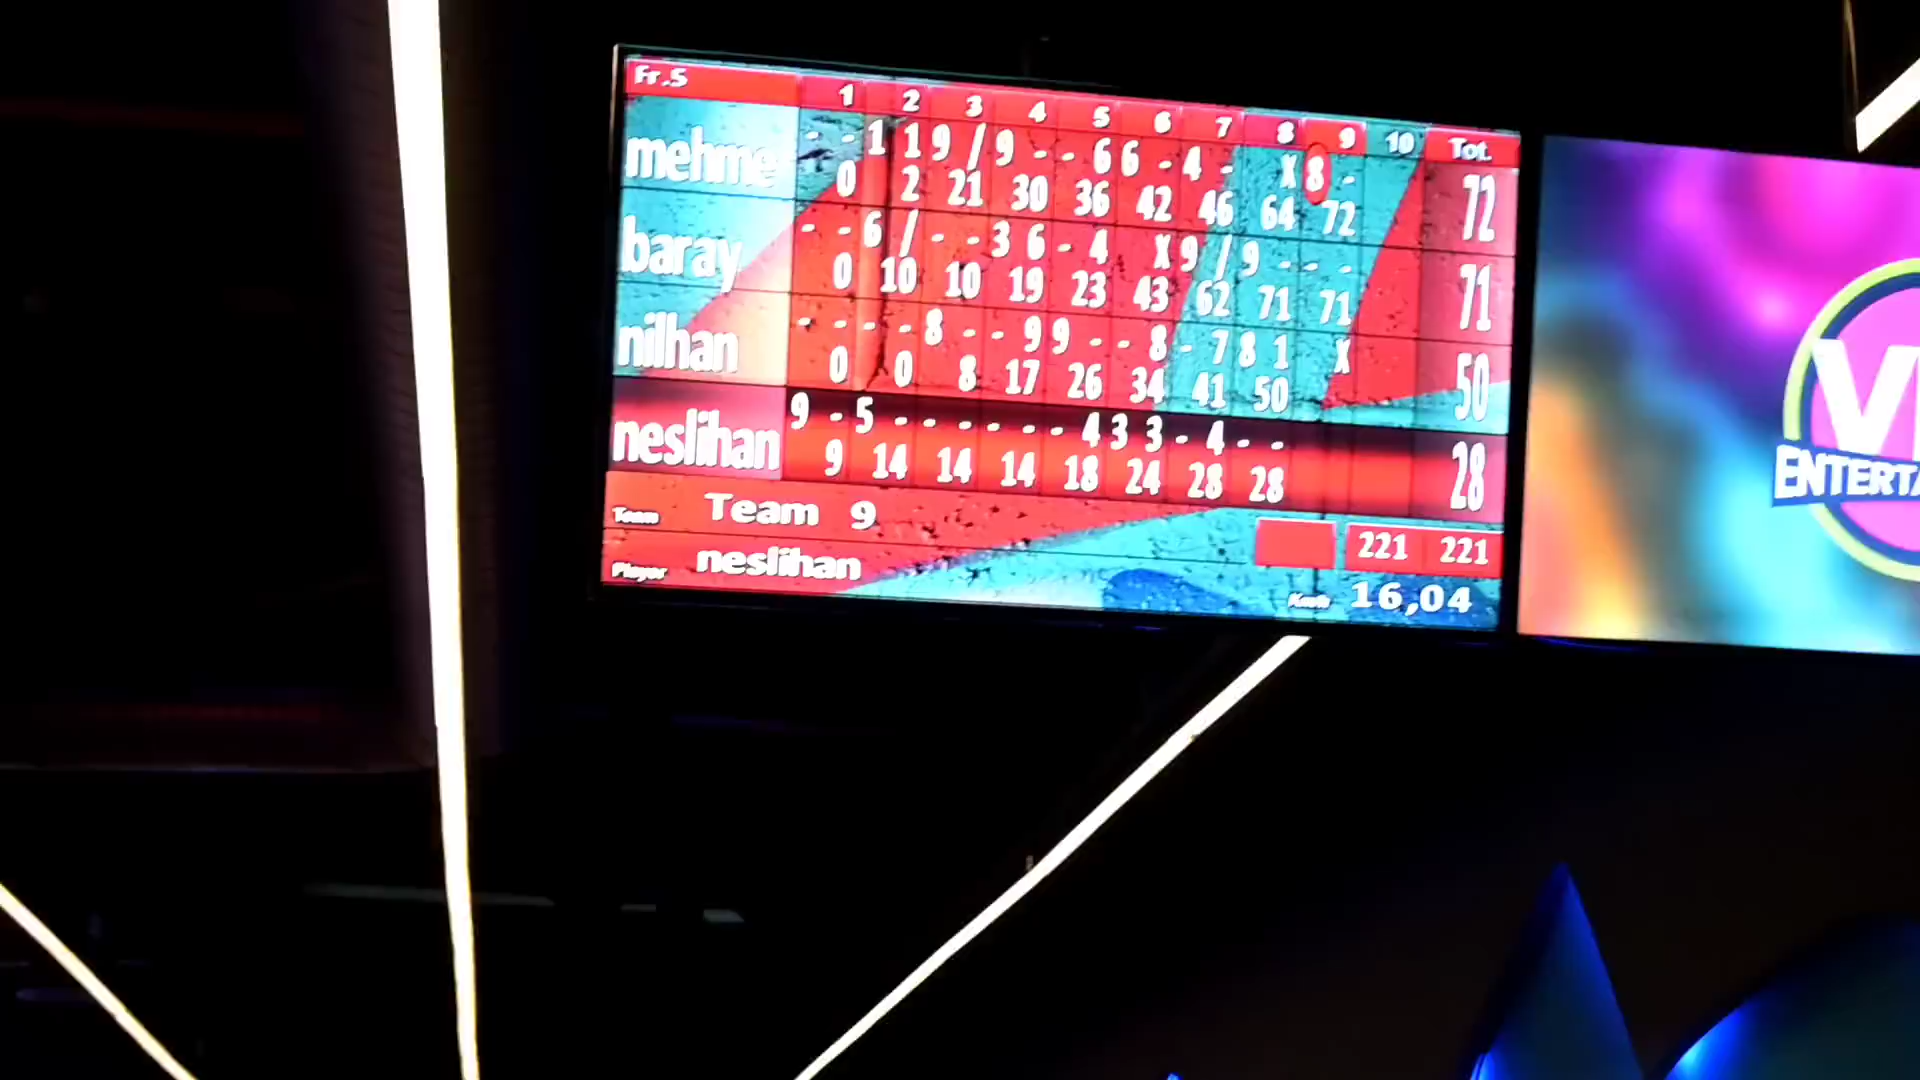 Fr.5 1 2 3 4 5 6 7 8 9 10 Tot.
mehme - - 1 1 9 / 9 - - 6 6 - 4 - X 8 -
0 2 21 30 36 42 46 64 72 72
baray - - 6 / - - 3 6 - 4 X 9 / 9 - - -
0 10 10 19 23 43 62 71 71 71
nilhan - - - - 8 - - 9 9 - - 8 - 7 8 1 X
0 0 8 17 26 34 41 50 50
neslihan 9 - 5 - - - - - - 4 3 3 - 4 - -
9 14 14 14 18 24 28 28 28
Team Team 9
221 221
Player neslihan
Km/h 16,04
ENTERTA